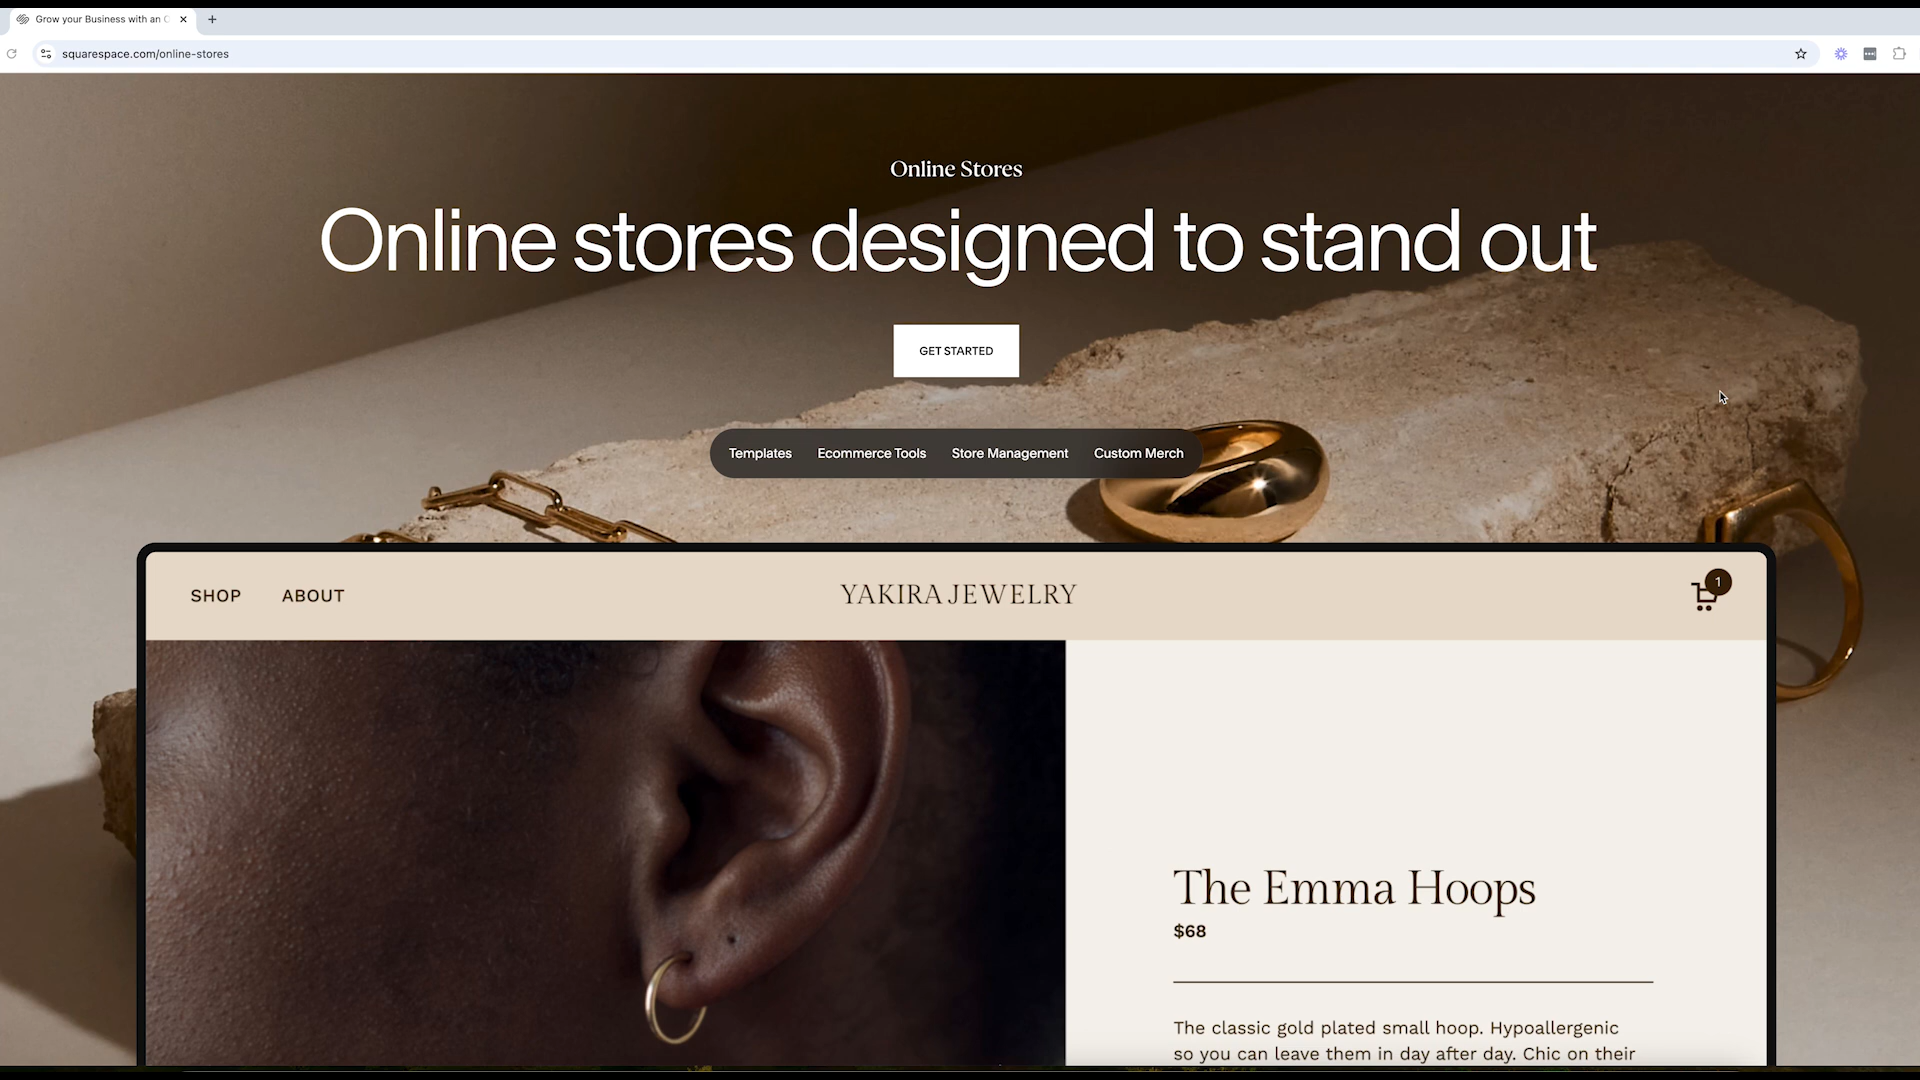 Grow your Business with an O
squarespace.com/online-stores
Online Stores
Online stores designed to stand out
GET STARTED
Templates Ecommerce Tools Store Management Custom Merch
SHOP ABOUT YAKIRA JEWELRY 1
The Emma Hoops
$68
The classic gold plated small hoop. Hypoallergenic
so you can leave them in day after day. Chic on their